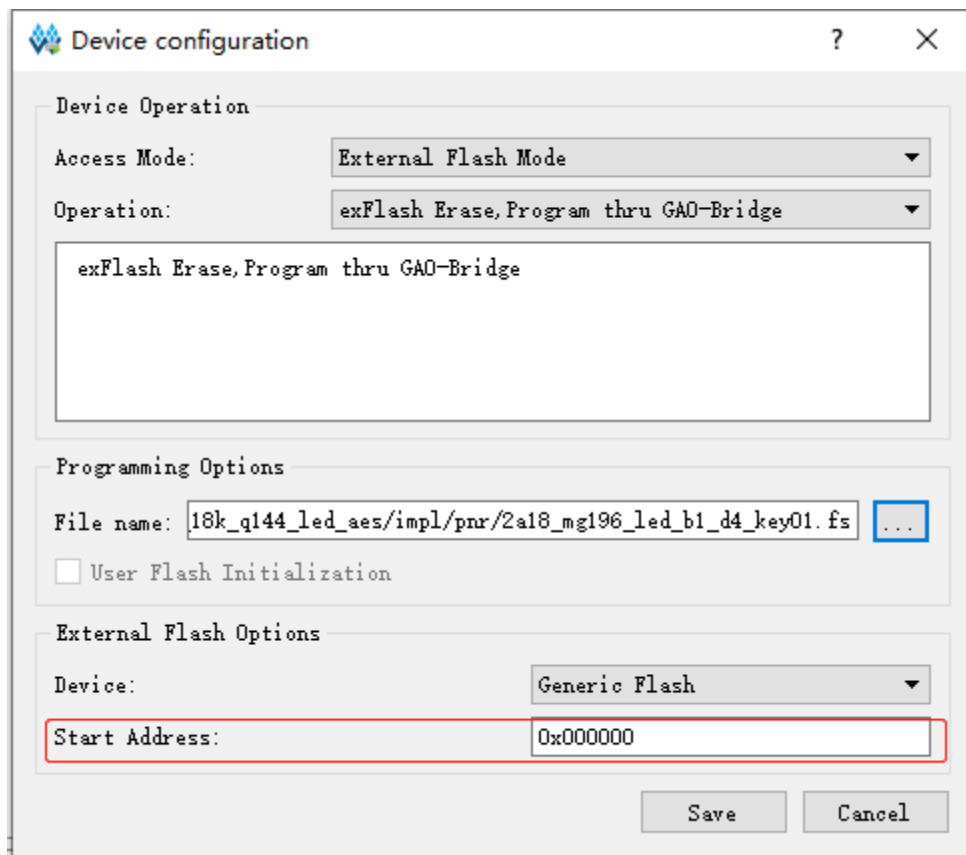 Device configuration ?
Device Operation
Access Mode: External Flash Mode
Operation: exFlash Erase,Program thru GAO-Bridge
exFlash Erase,Program thru GAO-Bridge
Programming Options
File name: 18k_q144_led_aes/impl/pnr/2a18_mg196_led_b1_d4_key01.fs ...
User Flash Initialization
External Flash Options
Device: Generic Flash
Start Address: 0x000000
Save Cancel